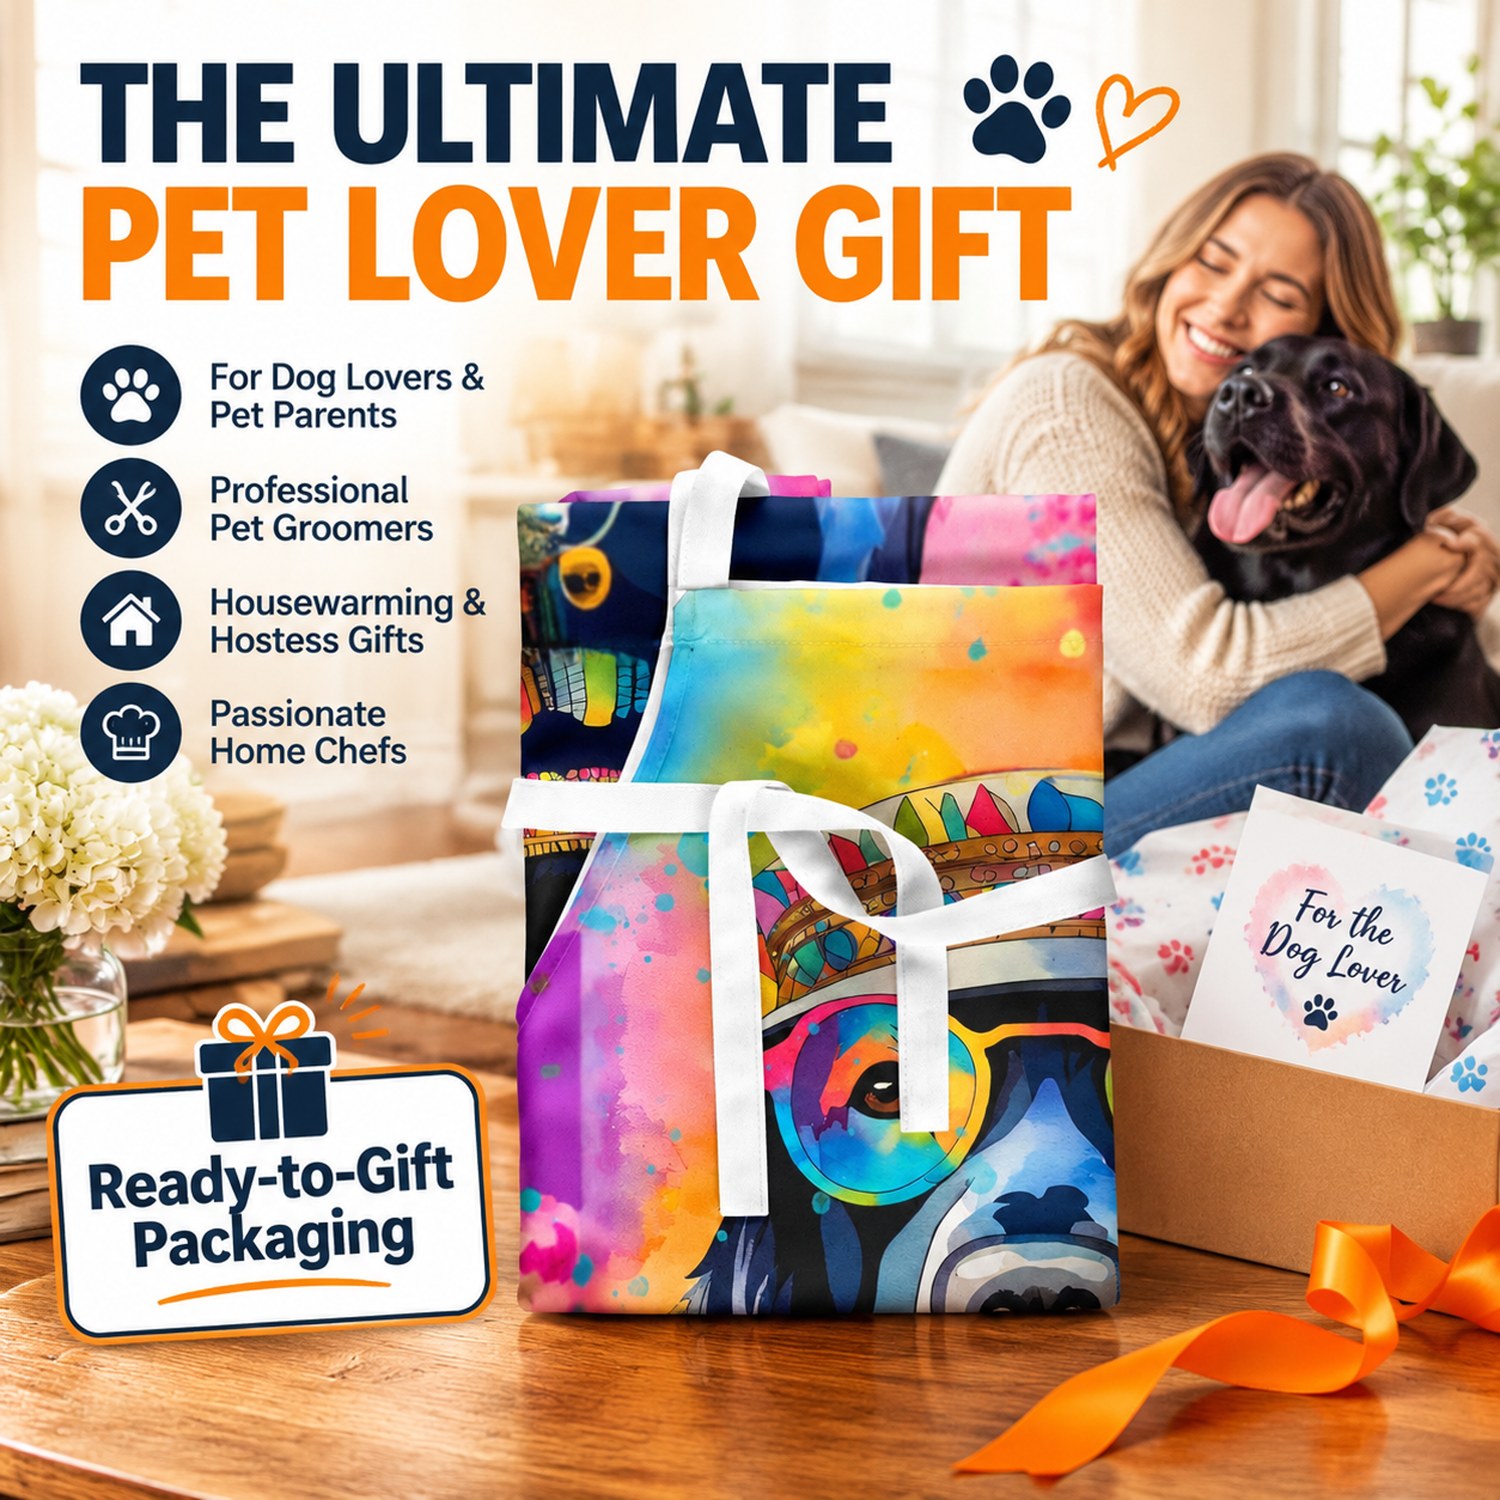 THE ULTIMATE
PET LOVER GIFT
For Dog Lovers &
Pet Parents
Professional
Pet Groomers
Housewarming &
Hostess Gifts
Passionate
Home Chefs
For the
Dog Lover
Ready-to-Gift
Packaging